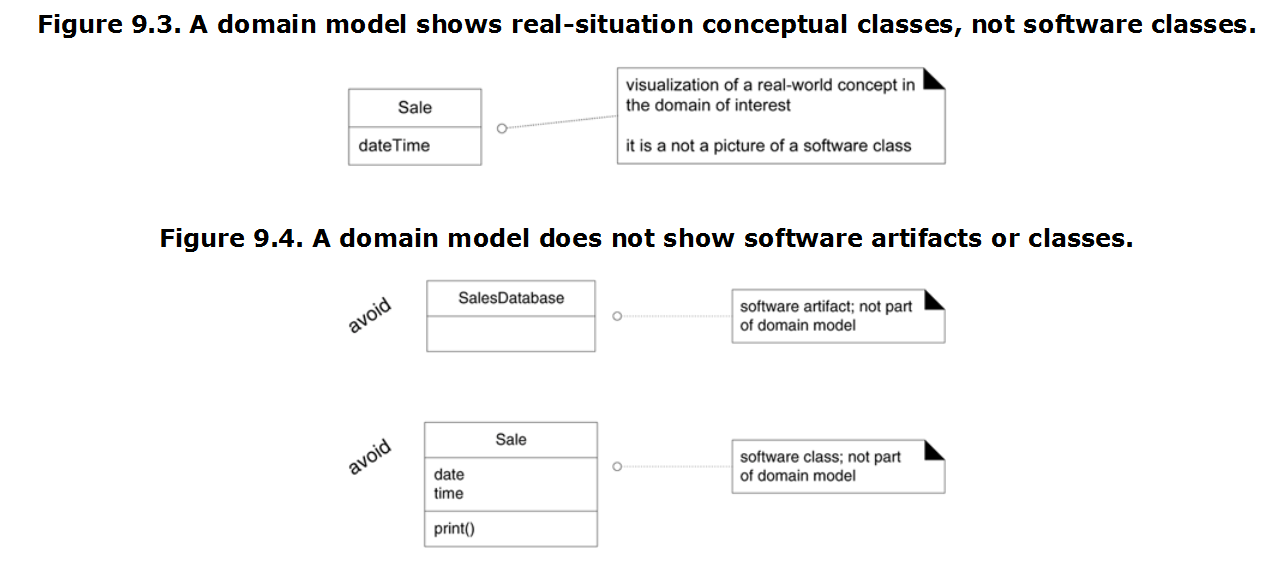 Figure 9.3. A domain model shows real-situation conceptual classes, not software classes.
Sale
dateTime
visualization of a real-world concept in
the domain of interest
it is a not a picture of a software class
Figure 9.4. A domain model does not show software artifacts or classes.
avoid
SalesDatabase
software artifact; not part
of domain model
avoid
Sale
date
time
print()
software class; not part
of domain model